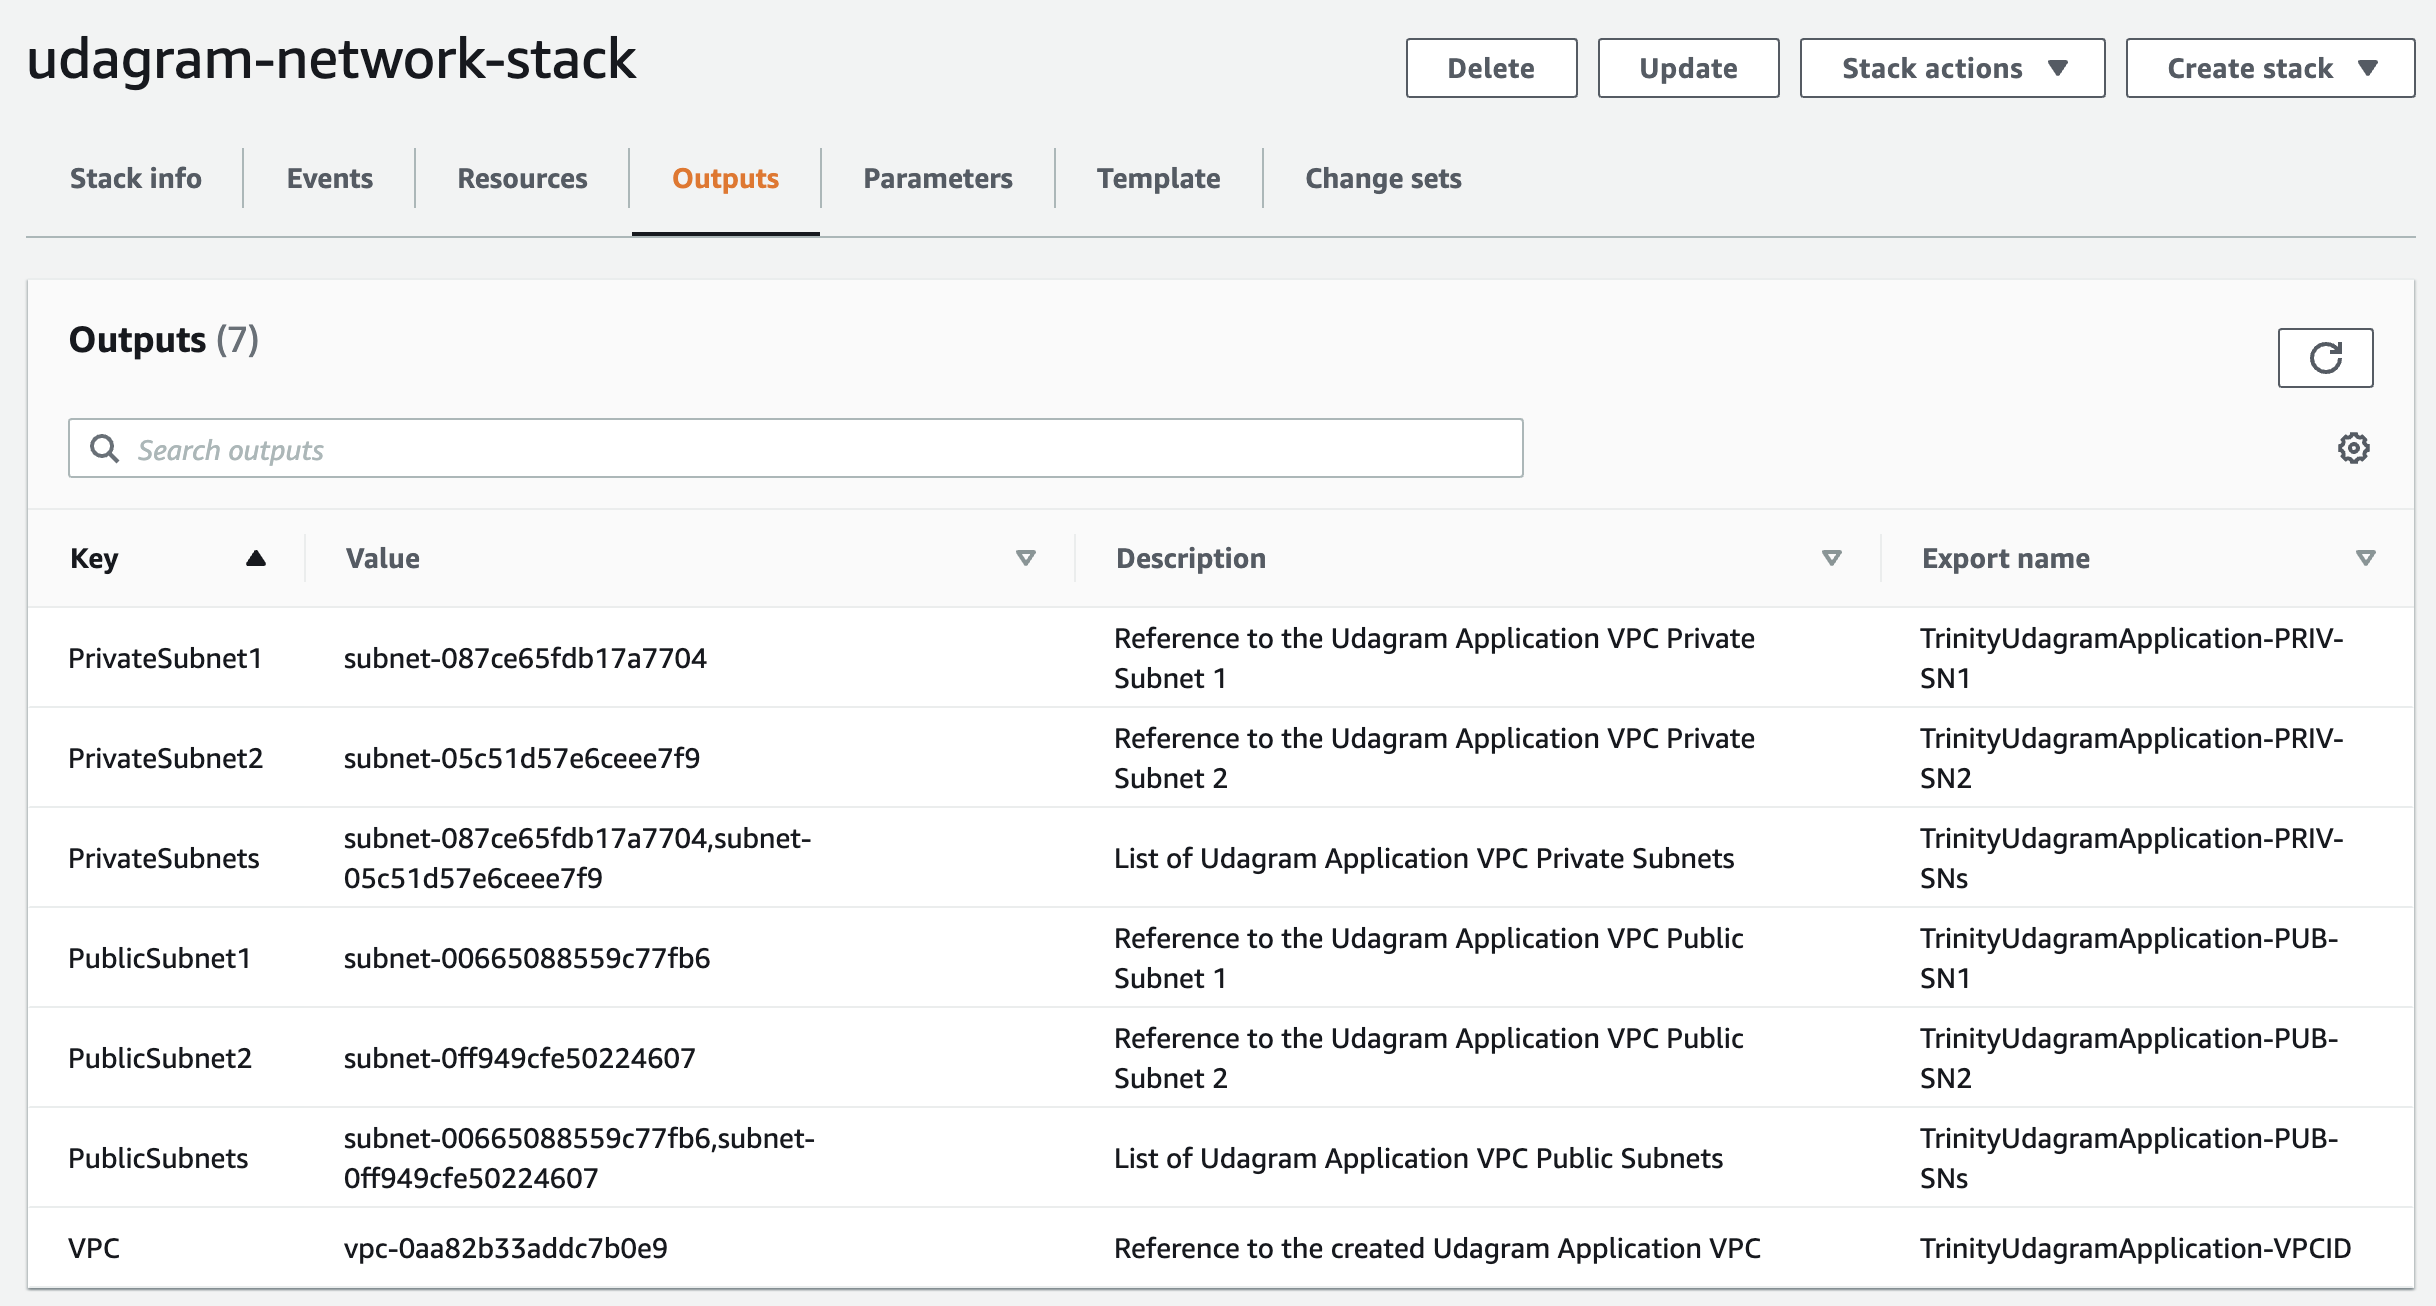 udagram-network-stack
Delete
Update
Stack actions
Create stack
Stack info
Events
Resources
Outputs
Parameters
Template
Change sets
Outputs (7)
Search outputs
Key
Value
Description
Export name
PrivateSubnet1
subnet-087ce65fdb17a7704
Reference to the Udagram Application VPC Private
Subnet 1
TrinityUdagramApplication-PRIV-
SN1
PrivateSubnet2
subnet-05c51d57e6ceee7f9
Reference to the Udagram Application VPC Private
Subnet 2
TrinityUdagramApplication-PRIV-
SN2
PrivateSubnets
subnet-087ce65fdb17a7704,subnet-
05c51d57e6ceee7f9
List of Udagram Application VPC Private Subnets
TrinityUdagramApplication-PRIV-
SNs
PublicSubnet1
subnet-00665088559c77fb6
Reference to the Udagram Application VPC Public
Subnet 1
TrinityUdagramApplication-PUB-
SN1
PublicSubnet2
subnet-0ff949cfe50224607
Reference to the Udagram Application VPC Public
Subnet 2
TrinityUdagramApplication-PUB-
SN2
PublicSubnets
subnet-00665088559c77fb6,subnet-
0ff949cfe50224607
List of Udagram Application VPC Public Subnets
TrinityUdagramApplication-PUB-
SNs
VPC
vpc-0aa82b33addc7b0e9
Reference to the created Udagram Application VPC
TrinityUdagramApplication-VPCID